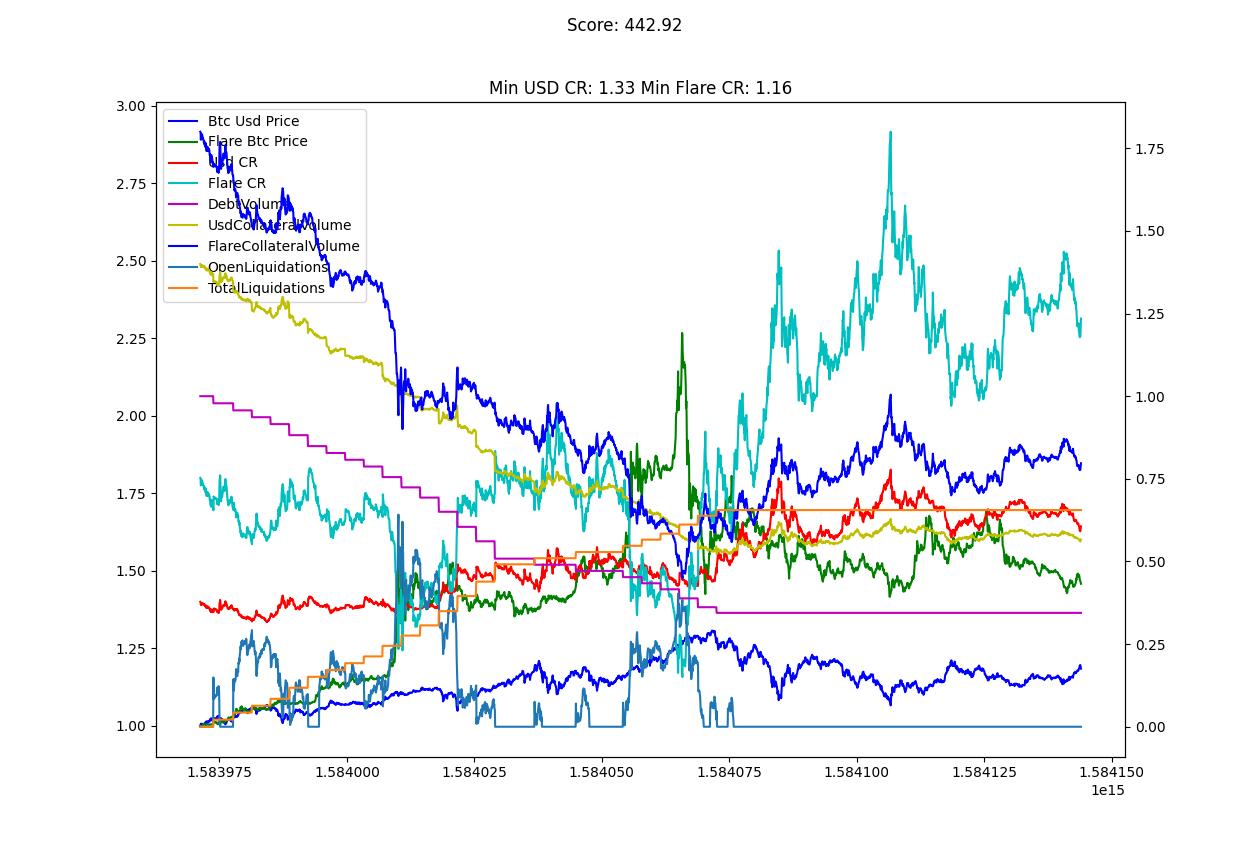 Score: 442.92
Min USD CR: 1.33 Min Flare CR: 1.16
3.00
2.75
2.50
2.25
2.00
1.75
1.50
1.25
1.00
Btc Usd Price
Flare Btc Price
Usd CR
Flare CR
DebtVolume
UsdCollateralVolume
FlareCollateralVolume
OpenLiquidations
TotalLiquidations
1.75
1.50
1.25
1.00
0.75
0.50
0.25
0.00
1.583975 1.584000 1.584025 1.584050 1.584075 1.584100 1.584125 1.584150
1e15